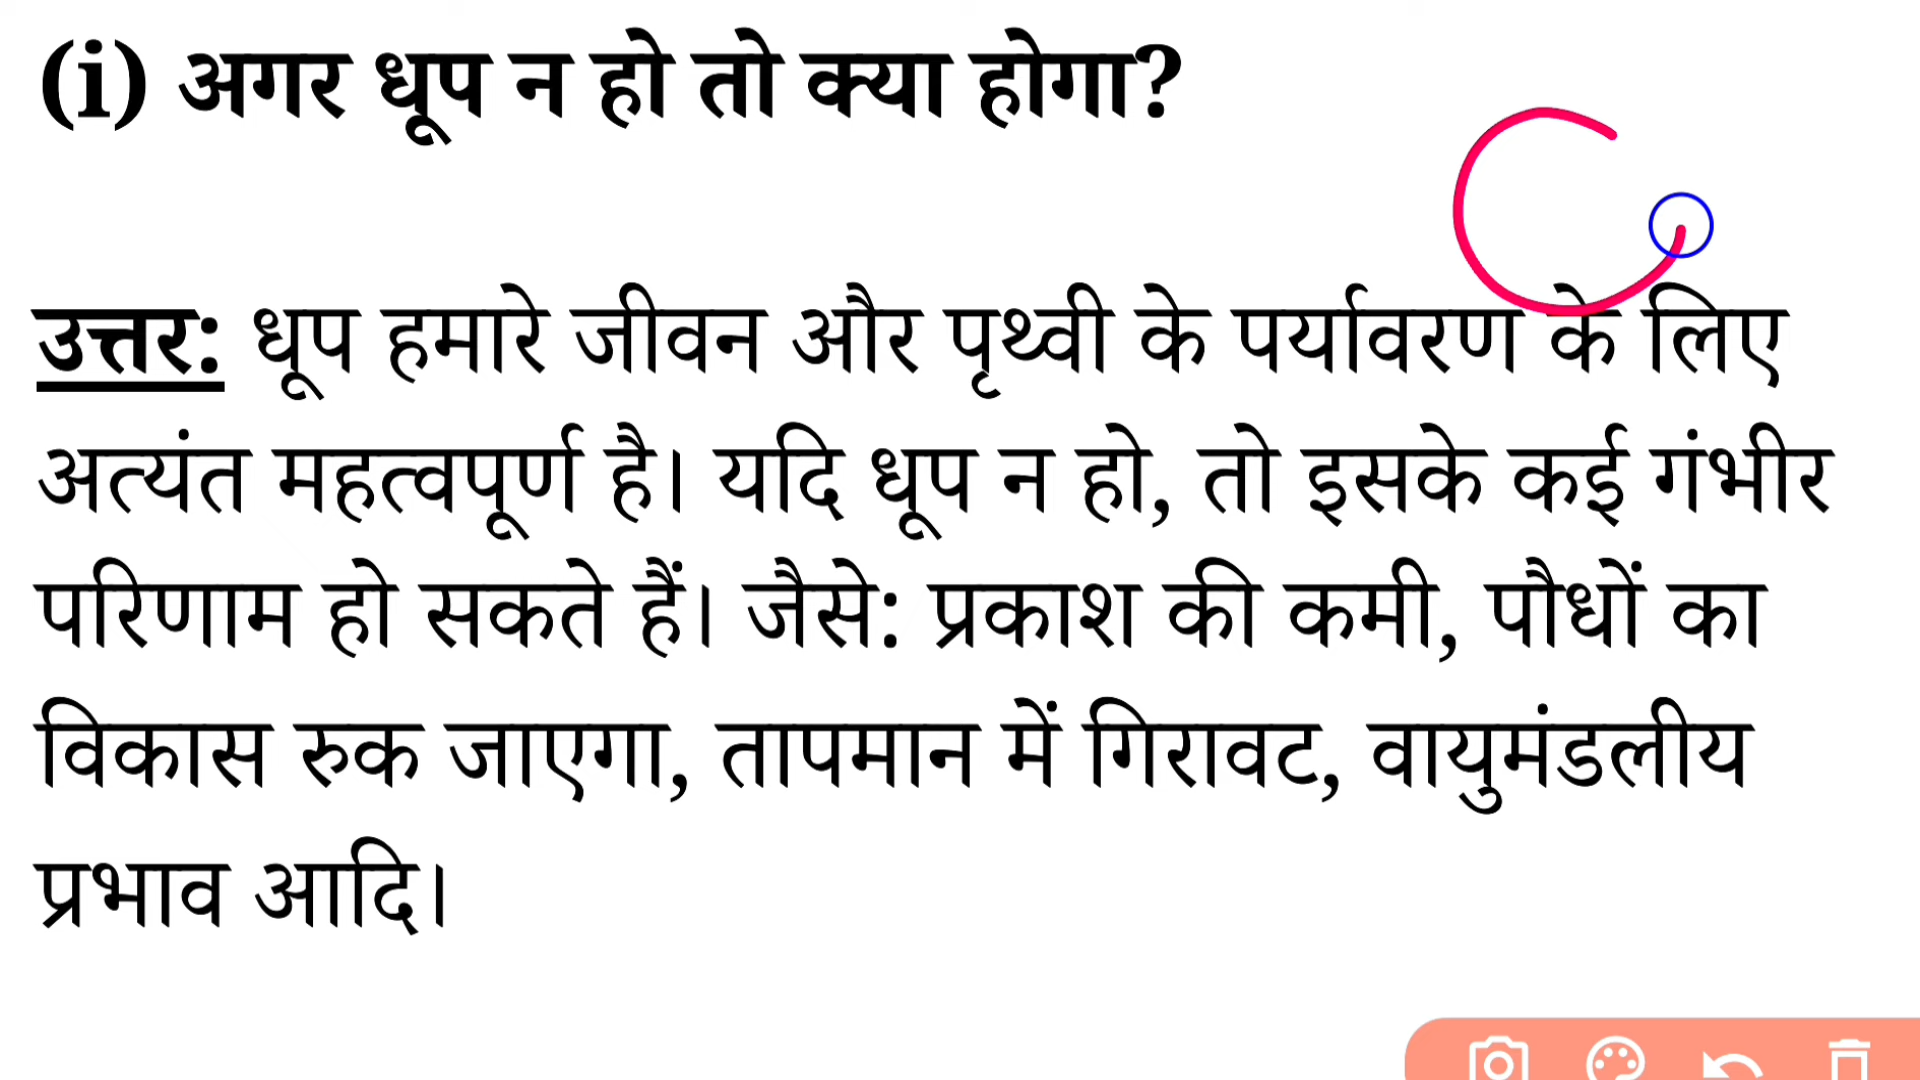 (i) अगर धूप न हो तो क्या होगा?
उत्तर: धूप हमारे जीवन और पृथ्वी के पर्यावरण के लिए
अत्यंत महत्वपूर्ण है। यदि धूप न हो, तो इसके कई गंभीर
परिणाम हो सकते हैं। जैसे: प्रकाश की कमी, पौधों का
विकास रुक जाएगा, तापमान में गिरावट, वायुमंडलीय
प्रभाव आदि।